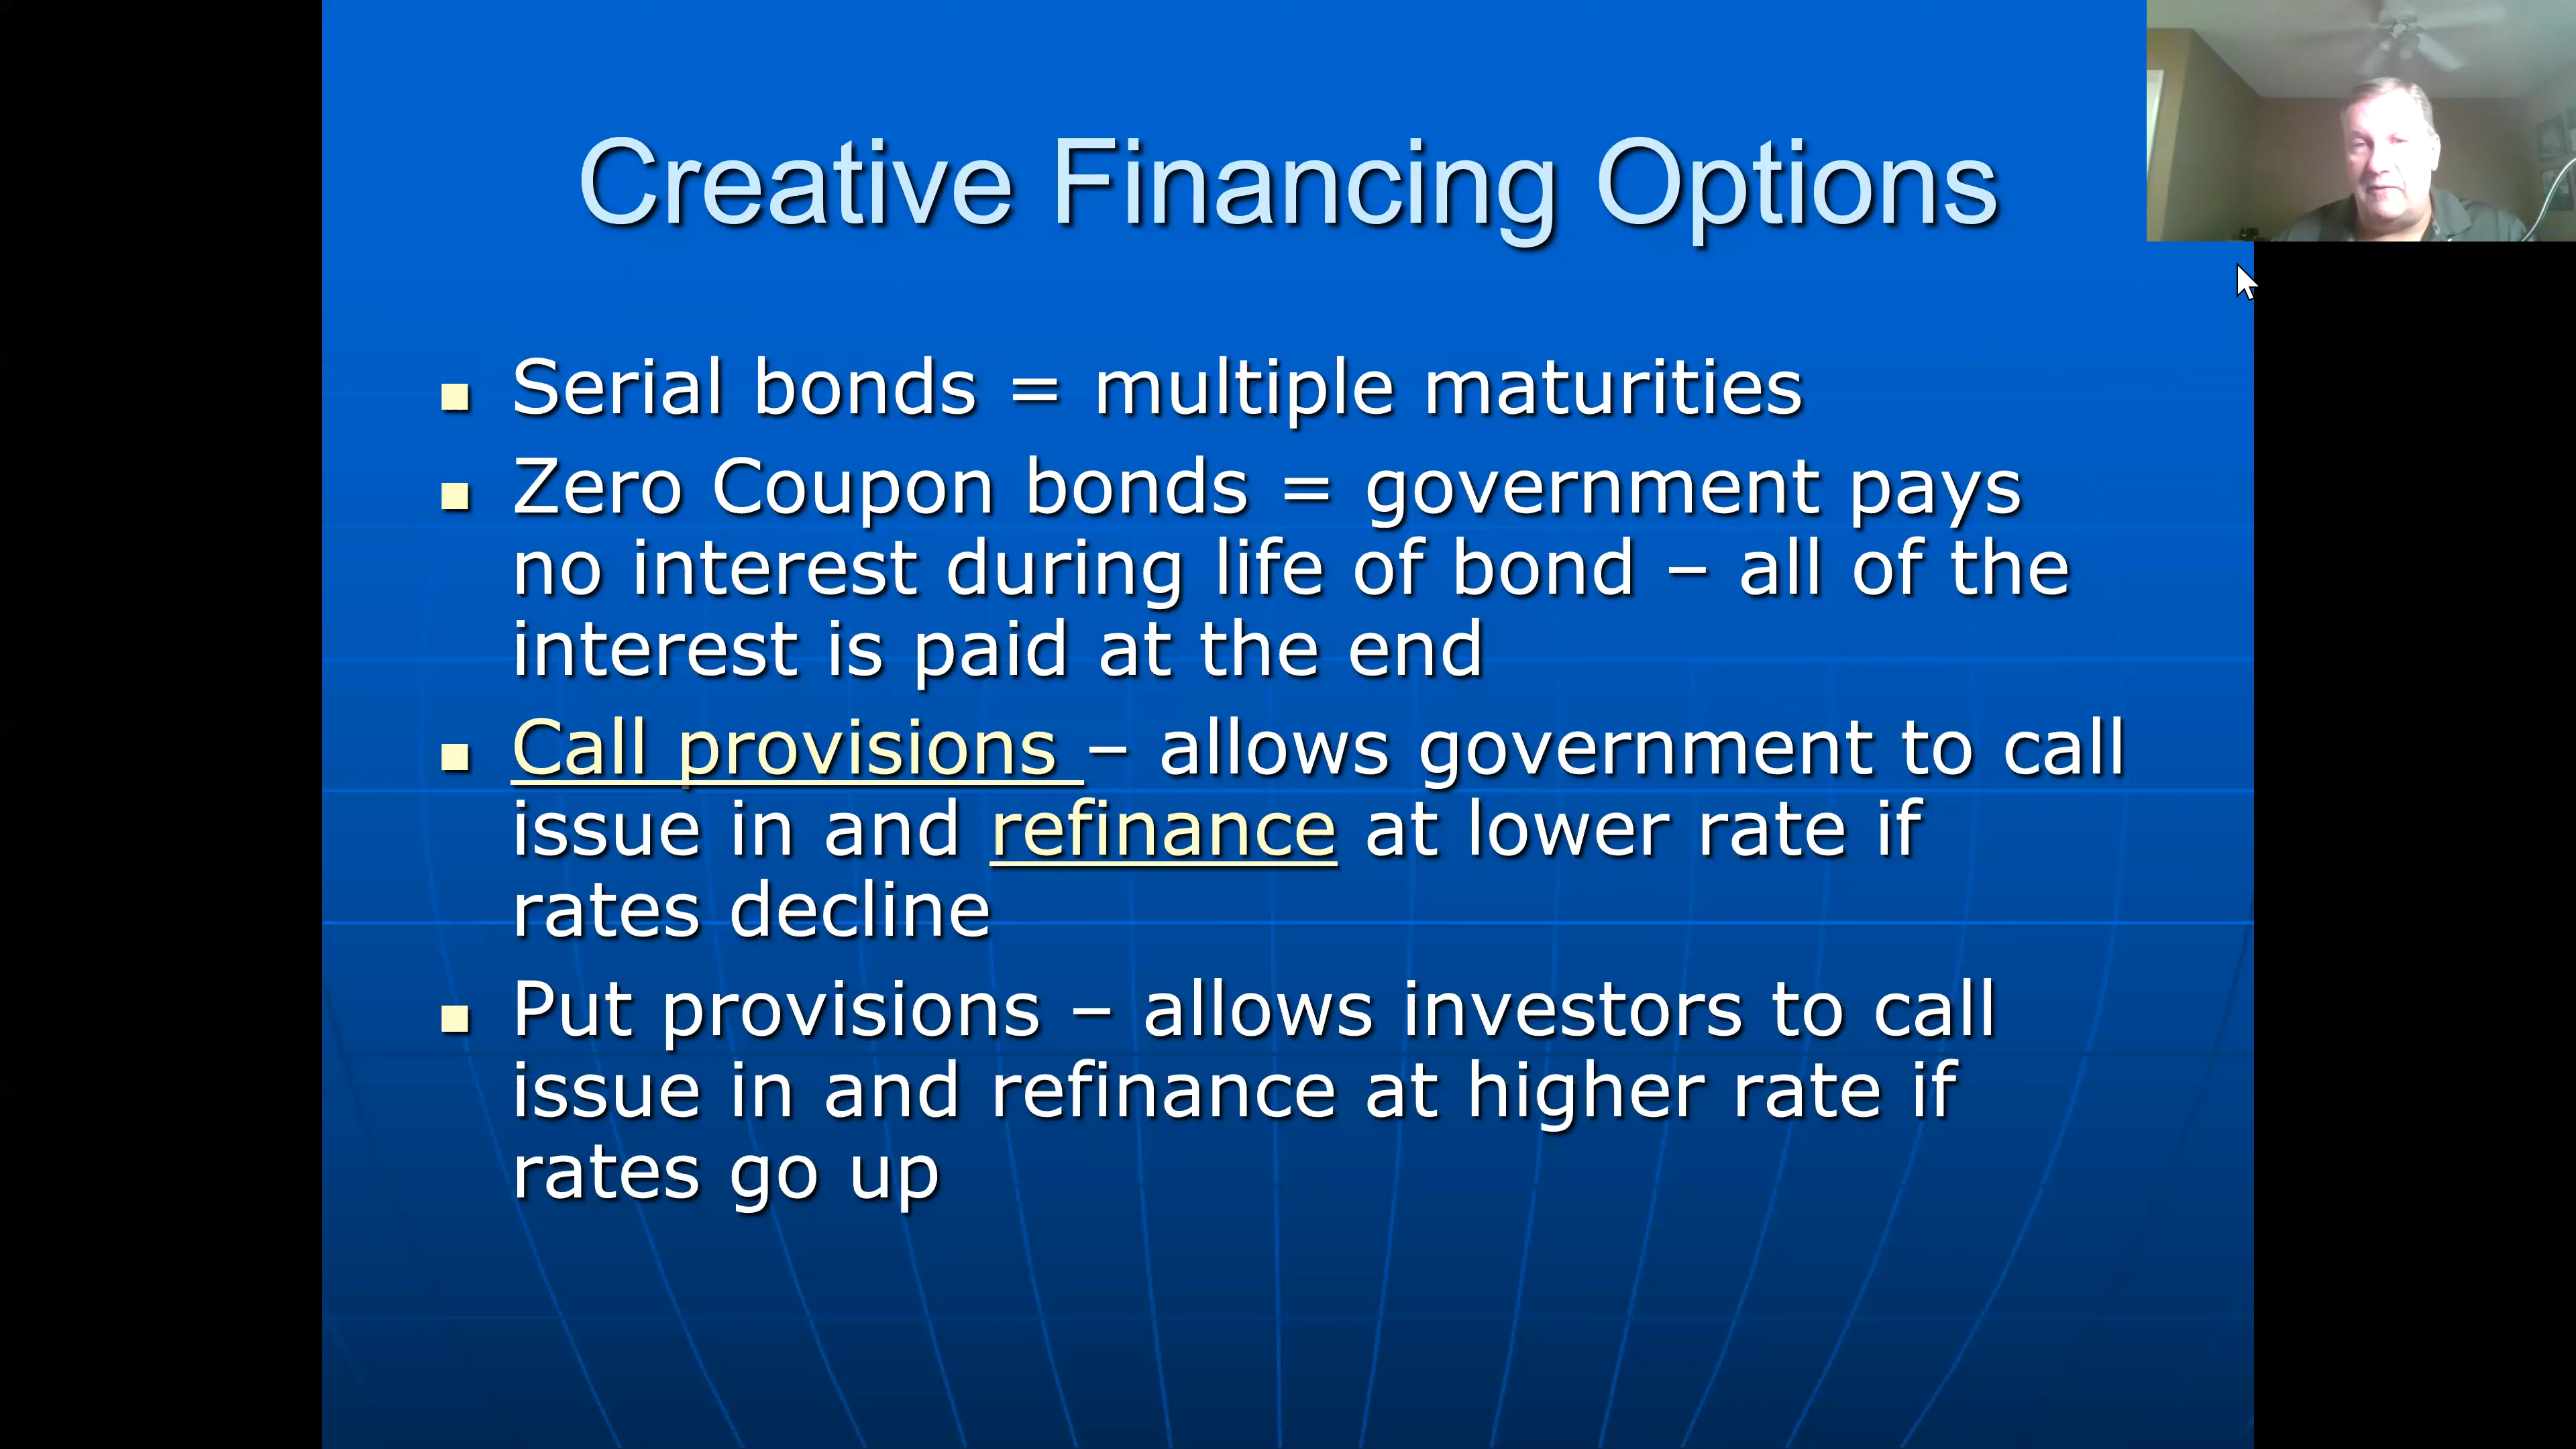 Creative Financing Options
Serial bonds = multiple maturities
Zero Coupon bonds = government pays
no interest during life of bond – all of the
interest is paid at the end
Call provisions – allows government to call
issue in and refinance at lower rate if
rates decline
Put provisions – allows investors to call
issue in and refinance at higher rate if
rates go up